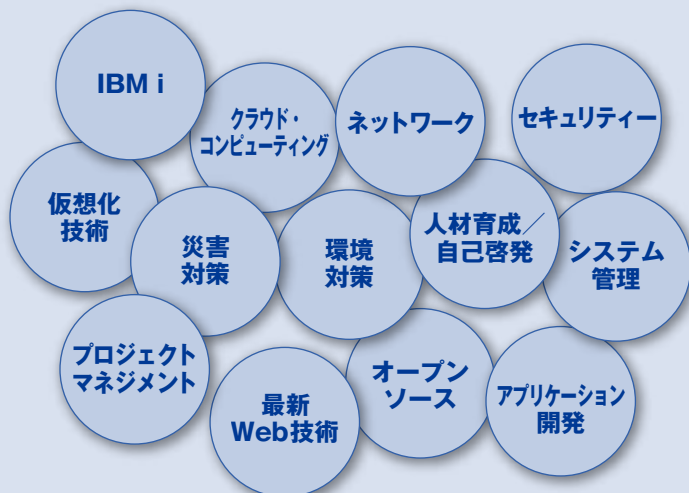 IBM i
クラウド・
コンピューティング
ネットワーク
セキュリティー
仮想化
技術
災害
対策
環境
対策
人材育成／
自己啓発
システム
管理
プロジェクト
マネジメント
最新
Web技術
オープン
ソース
アプリケーション
開発